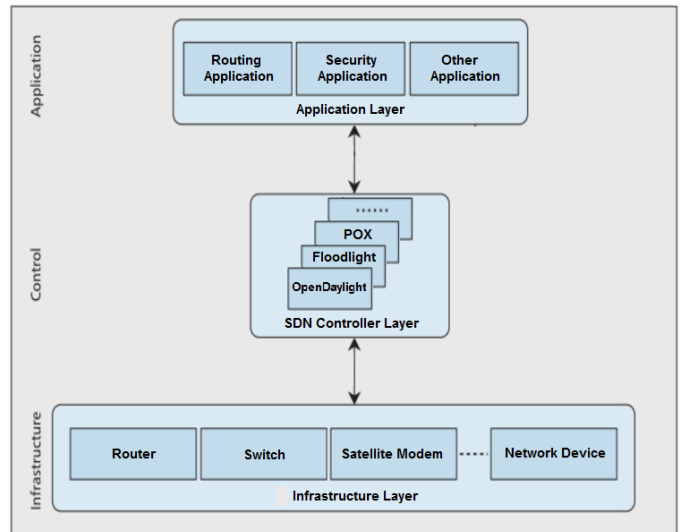 Application
Routing
Application
Security
Application
Other
Application
Application Layer
Control
......
POX
Floodlight
OpenDaylight
SDN Controller Layer
Infrastructure
Router
Switch
Satellite Modem
Network Device
Infrastructure Layer